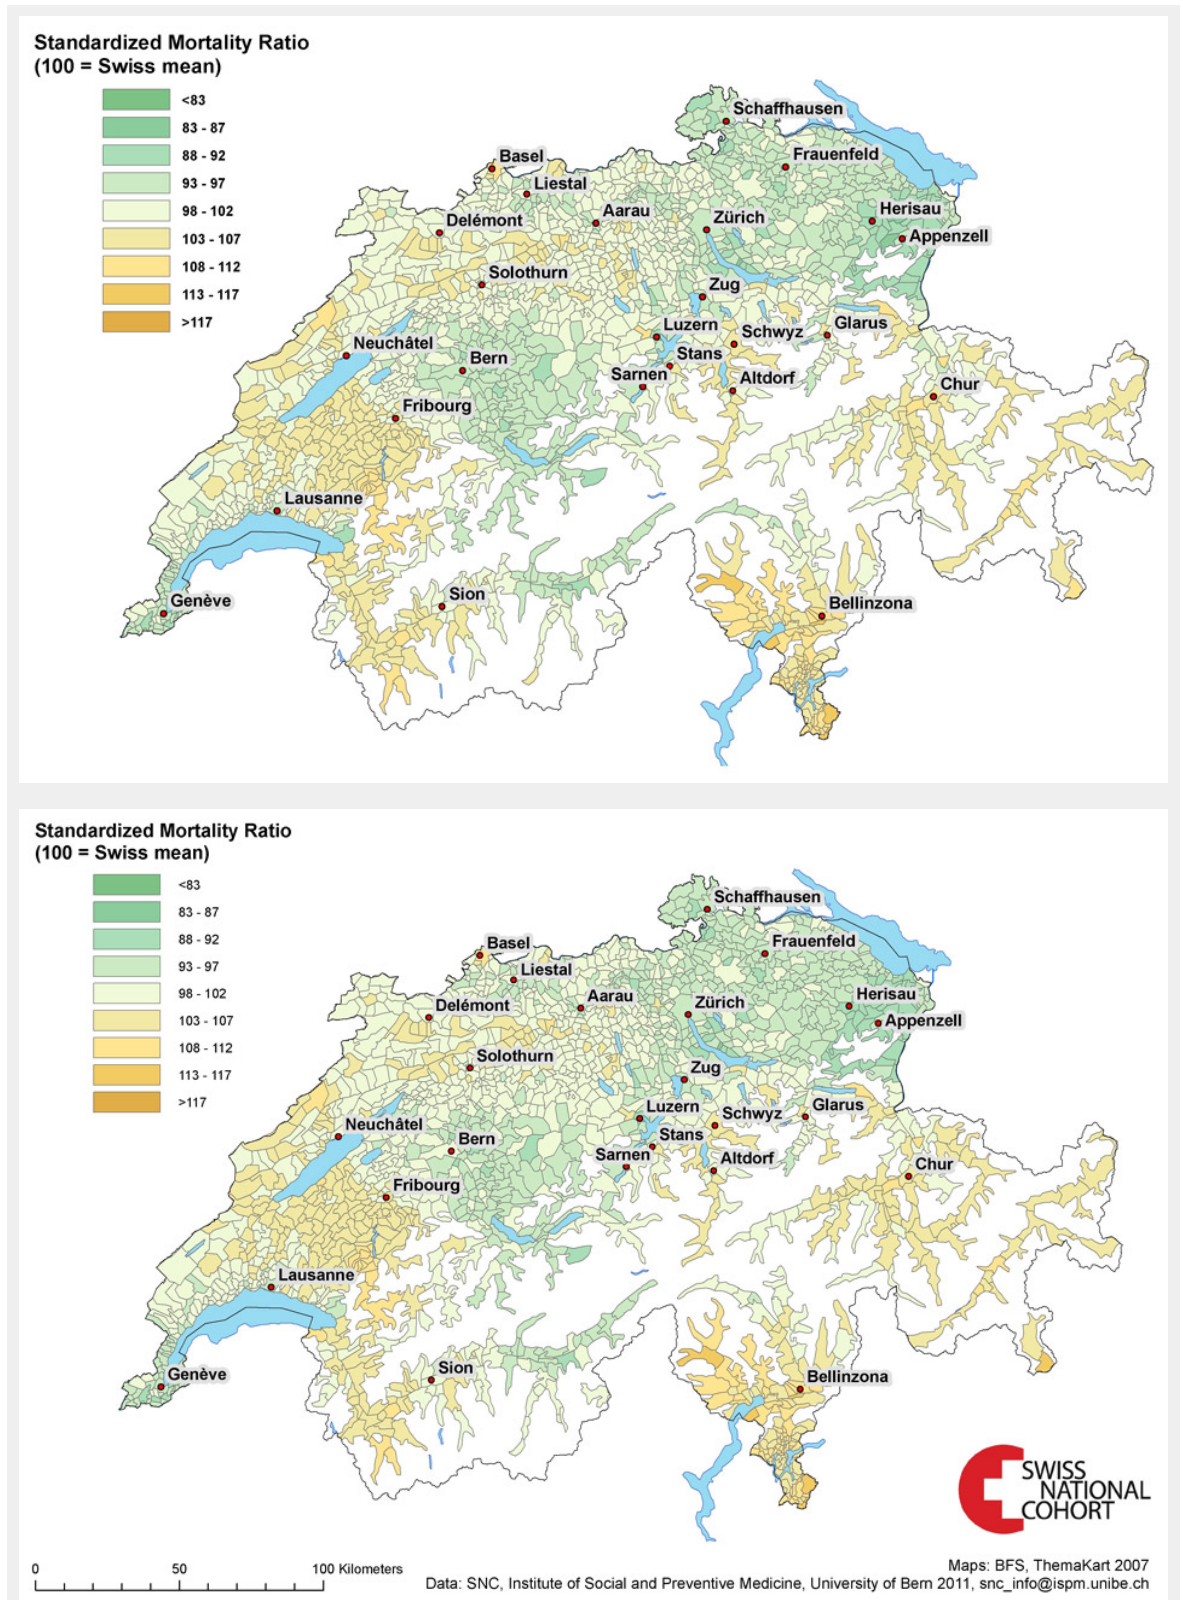 Standardized Mortality Ratio
(100 = Swiss mean)
<83
83 - 87
88 - 92
93 - 97
98 - 102
103 - 107
108 - 112
113 - 117
>117
Schaffhausen
Basel
Frauenfeld
Liestal
Delémont
Aarau
Zürich
Herisau
Appenzell
Solothurn
Zug
Neuchâtel
Luzern
Schwyz
Glarus
Bern
Stans
Sarnen
Altdorf
Chur
Fribourg
Lausanne
Sion
Genève
Bellinzona
Standardized Mortality Ratio
(100 = Swiss mean)
<83
83 - 87
88 - 92
93 - 97
98 - 102
103 - 107
108 - 112
113 - 117
>117
Schaffhausen
Basel
Frauenfeld
Liestal
Delémont
Aarau
Zürich
Herisau
Appenzell
Solothurn
Zug
Neuchâtel
Luzern
Schwyz
Glarus
Bern
Stans
Sarnen
Altdorf
Chur
Fribourg
Lausanne
Sion
Genève
Bellinzona
SWISS
NATIONAL
COHORT
0 50 100 Kilometers
Maps: BFS, ThemaKart 2007
Data: SNC, Institute of Social and Preventive Medicine, University of Bern 2011, snc_info@ispm.unibe.ch